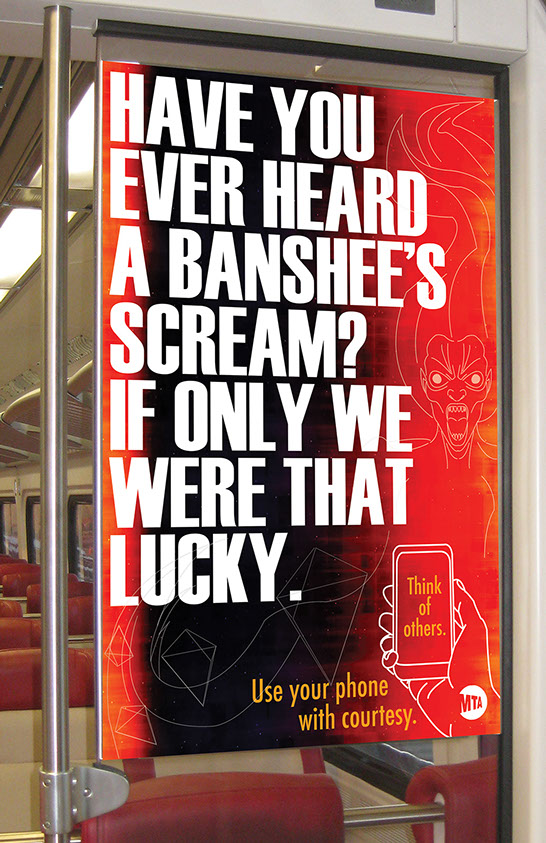 HAVE YOU
EVER HEARD
A BANSHEE'S
SCREAM?
IF ONLY WE
WERE THAT
LUCKY.
Think
of
others.
Use your phone
with courtesy.
MTA